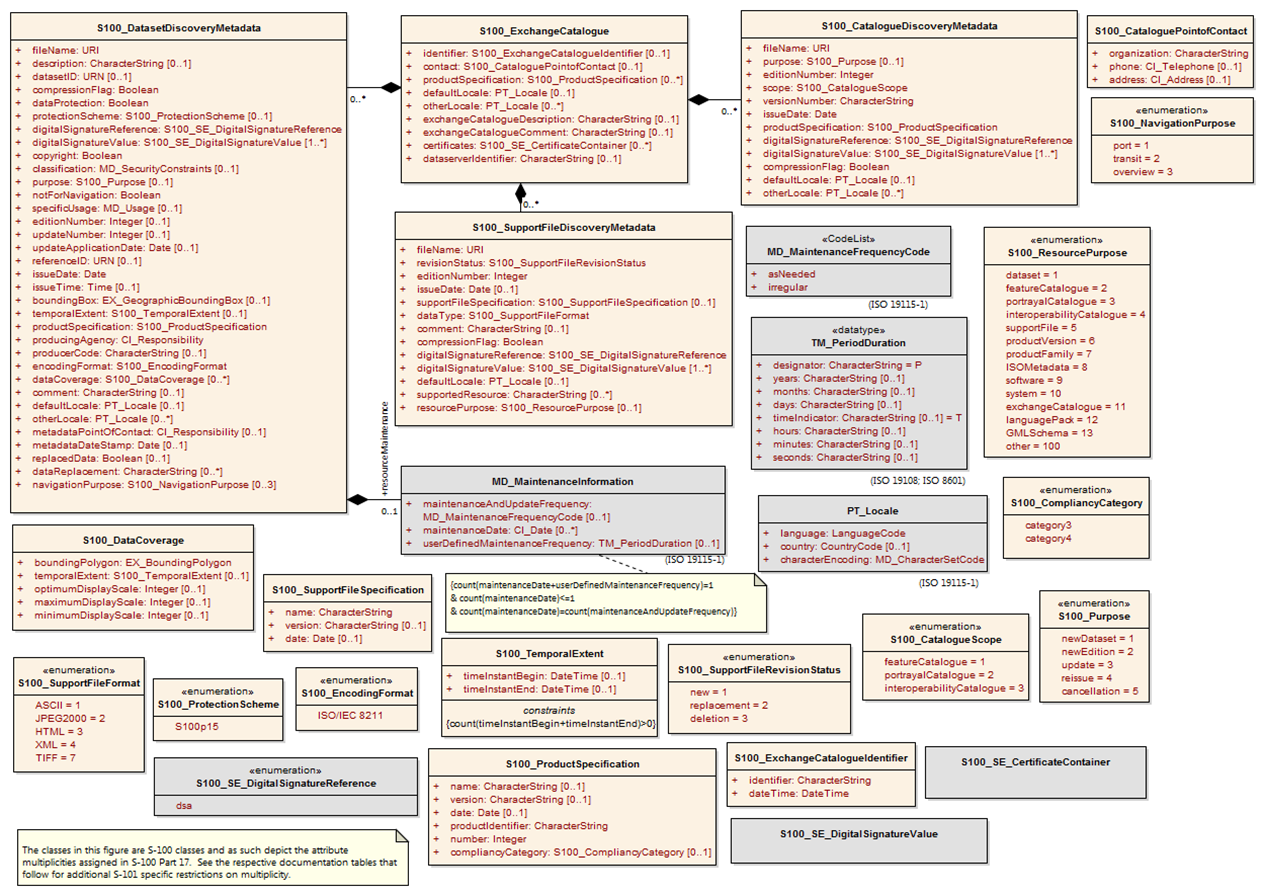 S100_DatasetDiscoveryMetadata
+ fileName: URI
+ description: CharacterString [0..1]
+ datasetID: URN [0..1]
+ compressionFlag: Boolean
+ dataProtection: Boolean
+ protectionScheme: S100_ProtectionScheme [0..1]
+ digitalSignatureReference: S100_SE_DigitalSignatureReference
+ digitalSignatureValue: S100_SE_DigitalSignatureValue [1..*]
+ copyright: Boolean
+ classification: MD_SecurityConstraints [0..1]
+ purpose: S100_Purpose [0..1]
+ notForNavigation: Boolean
+ specificUsage: MD_Usage [0..1]
+ editionNumber: Integer [0..1]
+ updateNumber: Integer [0..1]
+ updateApplicationDate: Date [0..1]
+ referenceID: URN [0..1]
+ issueDate: Date
+ issueTime: Time [0..1]
+ boundingBox: EX_GeographicBoundingBox [0..1]
+ temporalExtent: S100_TemporalExtent [0..1]
+ productSpecification: S100_ProductSpecification
+ producingAgency: CI_Responsibility
+ producerCode: CharacterString [0..1]
+ encodingFormat: S100_EncodingFormat
+ dataCoverage: S100_DataCoverage [0..*]
+ comment: CharacterString [0..1]
+ defaultLocale: PT_Locale [0..1]
+ otherLocale: PT_Locale [0..*]
+ metadataPointOfContact: CI_Responsibility [0..1]
+ metadataDateStamp: Date [0..1]
+ replacedData: Boolean [0..1]
+ dataReplacement: CharacterString [0..*]
+ navigationPurpose: S100_NavigationPurpose [0..3]
0..*
S100_ExchangeCatalogue
+ identifier: S100_ExchangeCatalogueIdentifier [0..1]
+ contact: S100_CataloguePointofContact [0..1]
+ productSpecification: S100_ProductSpecification [0..*]
+ defaultLocale: PT_Locale [0..1]
+ otherLocale: PT_Locale [0..*]
+ exchangeCatalogueDescription: CharacterString [0..1]
+ exchangeCatalogueComment: CharacterString [0..1]
+ certificates: S100_SE_CertificateContainer [0..*]
+ dataserverIdentifier: CharacterString [0..1]
0..*
S100_CatalogueDiscoveryMetadata
+ fileName: URI
+ purpose: S100_Purpose [0..1]
+ editionNumber: Integer
+ scope: S100_CatalogueScope
+ versionNumber: CharacterString
+ issueDate: Date
+ productSpecification: S100_ProductSpecification
+ digitalSignatureReference: S100_SE_DigitalSignatureReference
+ digitalSignatureValue: S100_SE_DigitalSignatureValue [1..*]
+ compressionFlag: Boolean
+ defaultLocale: PT_Locale [0..1]
+ otherLocale: PT_Locale [0..*]
S100_CataloguePointofContact
+ organization: CharacterString
+ phone: CI_Telephone [0..1]
+ address: CI_Address [0..1]
«enumeration»
S100_NavigationPurpose
port = 1
transit = 2
overview = 3
0..*
S100_SupportFileDiscoveryMetadata
+ fileName: URI
+ revisionStatus: S100_SupportFileRevisionStatus
+ editionNumber: Integer
+ issueDate: Date [0..1]
+ supportFileSpecification: S100_SupportFileSpecification [0..1]
+ dataType: S100_SupportFileFormat
+ comment: CharacterString [0..1]
+ compressionFlag: Boolean
+ digitalSignatureReference: S100_SE_DigitalSignatureReference
+ digitalSignatureValue: S100_SE_DigitalSignatureValue [1..*]
+ defaultLocale: PT_Locale [0..1]
+ supportedResource: CharacterString [0..*]
+ resourcePurpose: S100_ResourcePurpose [0..1]
«CodeList»
MD_MaintenanceFrequencyCode
+ asNeeded
+ irregular
(ISO 19115-1)
«enumeration»
S100_ResourcePurpose
dataset = 1
featureCatalogue = 2
portrayalCatalogue = 3
interoperabilityCatalogue = 4
supportFile = 5
productVersion = 6
productFamily = 7
ISOMetadata = 8
software = 9
system = 10
exchangeCatalogue = 11
languagePack = 12
GMLSchema = 13
other = 100
«datatype»
TM_PeriodDuration
+ designator: CharacterString = P
+ years: CharacterString [0..1]
+ months: CharacterString [0..1]
+ days: CharacterString [0..1]
+ timeIndicator: CharacterString [0..1] = T
+ hours: CharacterString [0..1]
+ minutes: CharacterString [0..1]
+ seconds: CharacterString [0..1]
(ISO 19108; ISO 8601)
+resourceMaintenance
0..1
MD_MaintenanceInformation
+ maintenanceAndUpdateFrequency:
MD_MaintenanceFrequencyCode [0..1]
+ maintenanceDate: CI_Date [0..*]
+ userDefinedMaintenanceFrequency: TM_PeriodDuration [0..1]
(ISO 19115-1)
PT_Locale
+ language: LanguageCode
+ country: CountryCode [0..1]
+ characterEncoding: MD_CharacterSetCode
(ISO 19115-1)
«enumeration»
S100_CompliancyCategory
category3
category4
S100_DataCoverage
+ boundingPolygon: EX_BoundingPolygon
+ temporalExtent: S100_TemporalExtent [0..1]
+ optimumDisplayScale: Integer [0..1]
+ maximumDisplayScale: Integer [0..1]
+ minimumDisplayScale: Integer [0..1]
S100_SupportFileSpecification
+ name: CharacterString
+ version: CharacterString [0..1]
+ date: Date [0..1]
{count(maintenanceDate+userDefinedMaintenanceFrequency)=1
& count(maintenanceDate)<=1
& count(maintenanceDate)=count(maintenanceAndUpdateFrequency)}
«enumeration»
S100_SupportFileFormat
ASCII = 1
JPEG2000 = 2
HTML = 3
XML = 4
TIFF = 7
«enumeration»
S100_ProtectionScheme
S100p15
«enumeration»
S100_EncodingFormat
ISO/IEC 8211
S100_TemporalExtent
+ timeInstantBegin: DateTime [0..1]
+ timeInstantEnd: DateTime [0..1]
constraints
{count(timeInstantBegin+timeInstantEnd)>0}
«enumeration»
S100_SupportFileRevisionStatus
new = 1
replacement = 2
deletion = 3
«enumeration»
S100_CatalogueScope
featureCatalogue = 1
portrayalCatalogue = 2
interoperabilityCatalogue = 3
«enumeration»
S100_Purpose
newDataset = 1
newEdition = 2
update = 3
reissue = 4
cancellation = 5
«enumeration»
S100_SE_DigitalSignatureReference
dsa
S100_ProductSpecification
+ name: CharacterString [0..1]
+ version: CharacterString [0..1]
+ date: Date [0..1]
+ productIdentifier: CharacterString
+ number: Integer
+ compliancyCategory: S100_CompliancyCategory [0..1]
S100_ExchangeCatalogueIdentifier
+ identifier: CharacterString
+ dateTime: DateTime
S100_SE_CertificateContainer
S100_SE_DigitalSignatureValue
The classes in this figure are S-100 classes and as such depict the attribute
multiplicities assigned in S-100 Part 17. See the respective documentation tables that
follow for additional S-101 specific restrictions on multiplicity.